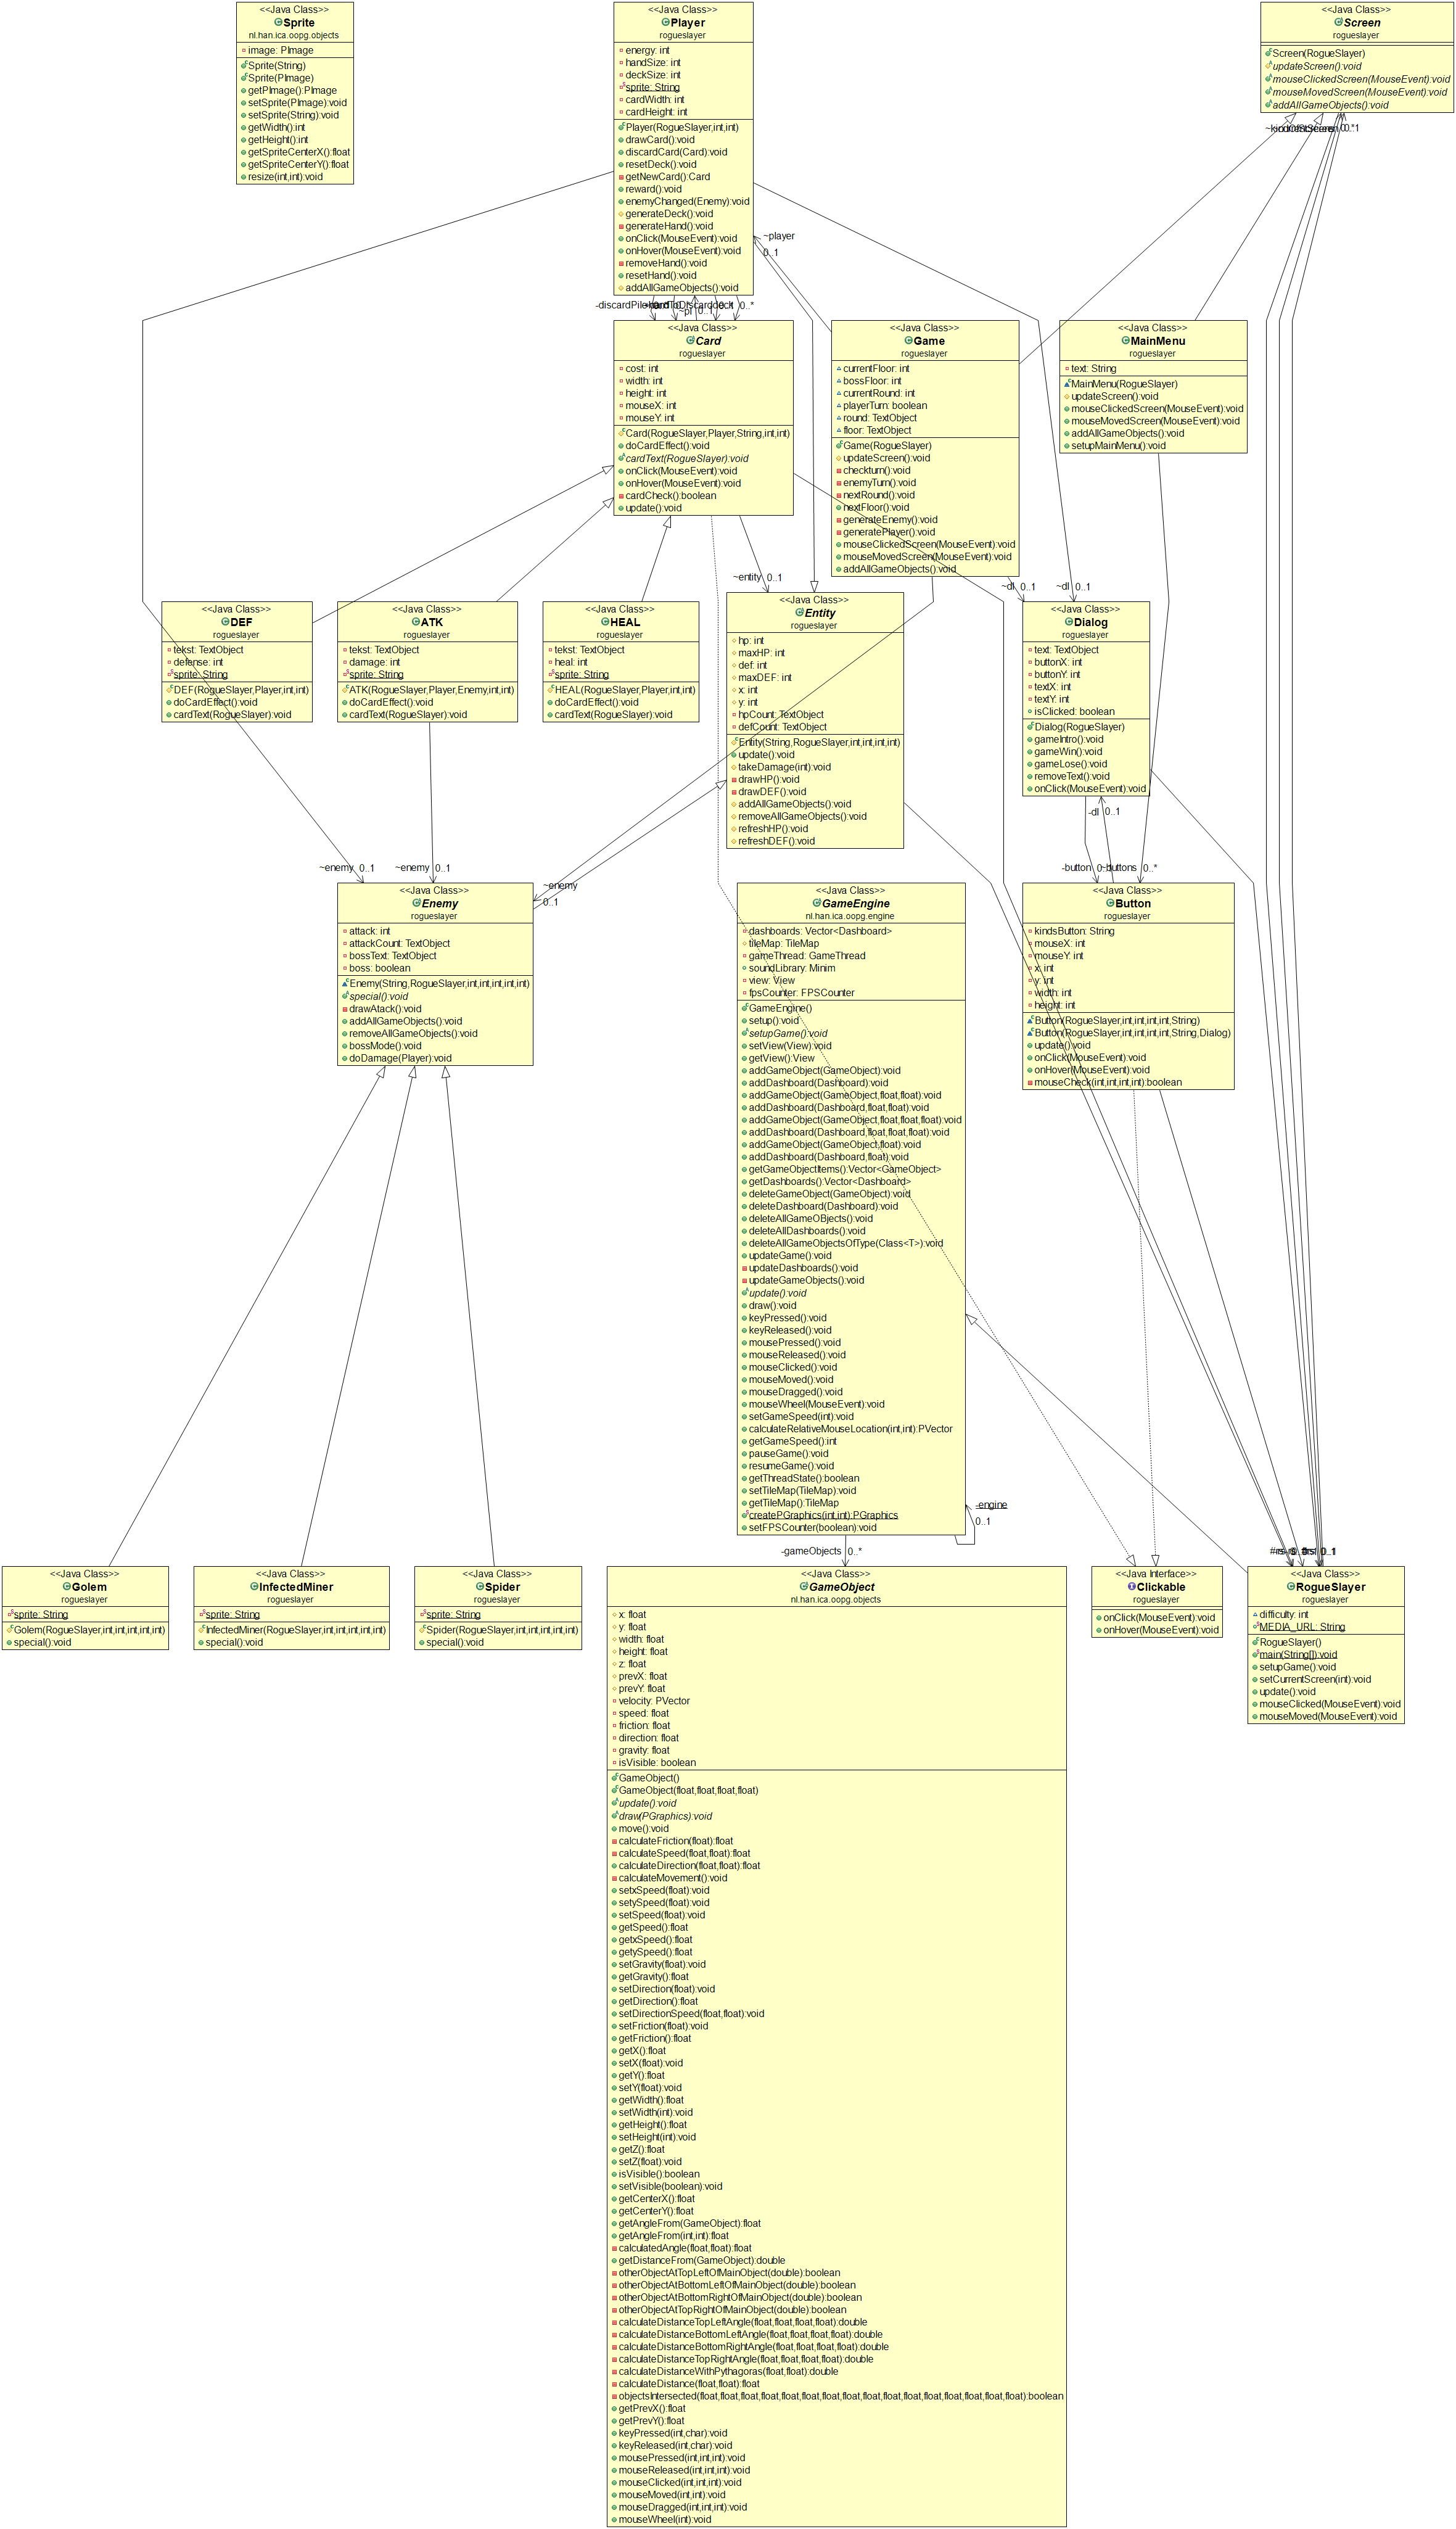 <<Java Class>>
Sprite
nl.han.ica.oopg.objects
image: PImage
Sprite(String)
Sprite(PImage)
getPImage():PImage
setSprite(PImage):void
setSprite(String):void
getWidth():int
getHeight():int
getSpriteCenterX():float
getSpriteCenterY():float
resize(int,int):void
<<Java Class>>
Player
rogueslayer
energy: int
handSize: int
deckSize: int
sprite: String
cardWidth: int
cardHeight: int
Player(RogueSlayer,int,int)
drawCard():void
discardCard(Card):void
resetDeck():void
getNewCard():Card
reward():void
enemyChanged(Enemy):void
generateDeck():void
generateHand():void
onClick(MouseEvent):void
onHover(MouseEvent):void
removeHand():void
resetHand():void
addAllGameObjects():void
<<Java Class>>
Screen
rogueslayer
Screen(RogueSlayer)
updateScreen():void
mouseClickedScreen(MouseEvent):void
mouseMovedScreen(MouseEvent):void
addAllGameObjects():void
0..1
~player
0..1
-discardPile
~pl
0..1
0..*
<<Java Class>>
Card
rogueslayer
cost: int
width: int
height: int
mouseX: int
mouseY: int
Card(RogueSlayer,Player,String,int,int)
doCardEffect():void
cardText(RogueSlayer):void
onClick(MouseEvent):void
onHover(MouseEvent):void
cardCheck():boolean
update():void
<<Java Class>>
Game
rogueslayer
currentFloor: int
bossFloor: int
currentRound: int
playerTurn: boolean
round: TextObject
floor: TextObject
Game(RogueSlayer)
updateScreen():void
checkturn():void
enemyTurn():void
nextRound():void
nextFloor():void
generateEnemy():void
generatePlayer():void
mouseClickedScreen(MouseEvent):void
mouseMovedScreen(MouseEvent):void
addAllGameObjects():void
<<Java Class>>
MainMenu
rogueslayer
text: String
MainMenu(RogueSlayer)
updateScreen():void
mouseClickedScreen(MouseEvent):void
mouseMovedScreen(MouseEvent):void
addAllGameObjects():void
setupMainMenu():void
~entity 0..1
~dl 0..1
~dl 0..1
<<Java Class>>
DEF
rogueslayer
tekst: TextObject
defense: int
sprite: String
DEF(RogueSlayer,Player,int,int)
doCardEffect():void
cardText(RogueSlayer):void
<<Java Class>>
ATK
rogueslayer
tekst: TextObject
damage: int
sprite: String
ATK(RogueSlayer,Player,Enemy,int,int)
doCardEffect():void
cardText(RogueSlayer):void
<<Java Class>>
HEAL
rogueslayer
tekst: TextObject
heal: int
sprite: String
HEAL(RogueSlayer,Player,int,int)
doCardEffect():void
cardText(RogueSlayer):void
<<Java Class>>
Entity
rogueslayer
hp: int
maxHP: int
def: int
maxDEF: int
x: int
y: int
hpCount: TextObject
defCount: TextObject
Entity(String,RogueSlayer,int,int,int,int)
update():void
takeDamage(int):void
drawHP():void
drawDEF():void
addAllGameObjects():void
removeAllGameObjects():void
refreshHP():void
refreshDEF():void
<<Java Class>>
Dialog
rogueslayer
text: TextObject
buttonX: int
buttonY: int
textX: int
textY: int
isClicked: boolean
Dialog(RogueSlayer)
gameIntro():void
gameWin():void
gameLose():void
removeText():void
onClick(MouseEvent):void
-dl 0..1
~enemy 0..1
~enemy 0..1
~enemy
0..1
-button
~buttons
0..*
<<Java Class>>
Enemy
rogueslayer
attack: int
attackCount: TextObject
bossText: TextObject
boss: boolean
Enemy(String,RogueSlayer,int,int,int,int,int)
special():void
drawAtack():void
addAllGameObjects():void
removeAllGameObjects():void
bossMode():void
doDamage(Player):void
<<Java Class>>
GameEngine
nl.han.ica.oopg.engine
dashboards: Vector<Dashboard>
tileMap: TileMap
gameThread: GameThread
soundLibrary: Minim
view: View
fpsCounter: FPSCounter
GameEngine()
setup():void
setupGame():void
setView(View):void
getView():View
addGameObject(GameObject):void
addDashboard(Dashboard):void
addGameObject(GameObject,float,float):void
addDashboard(Dashboard,float,float):void
addGameObject(GameObject,float,float,float):void
addDashboard(Dashboard,float,float,float):void
addGameObject(GameObject,float):void
addDashboard(Dashboard,float):void
getGameObjectItems():Vector<GameObject>
getDashboards():Vector<Dashboard>
deleteGameObject(GameObject):void
deleteDashboard(Dashboard):void
deleteAllGameOBjects():void
deleteAllDashboards():void
deleteAllGameObjectsOfType(Class<T>):void
updateGame():void
updateDashboards():void
updateGameObjects():void
update():void
draw():void
keyPressed():void
keyReleased():void
mousePressed():void
mouseReleased():void
mouseClicked():void
mouseMoved():void
mouseDragged():void
mouseWheel(MouseEvent):void
setGameSpeed(int):void
calculateRelativeMouseLocation(int,int):PVector
getGameSpeed():int
pauseGame():void
resumeGame():void
getThreadState():boolean
setTileMap(TileMap):void
getTileMap():TileMap
createPGraphics(int,int):PGraphics
setFPSCounter(boolean):void
<<Java Class>>
Button
rogueslayer
kindsButton: String
mouseX: int
mouseY: int
x: int
y: int
width: int
height: int
Button(RogueSlayer,int,int,int,int,String)
Button(RogueSlayer,int,int,int,int,String,Dialog)
update():void
onClick(MouseEvent):void
onHover(MouseEvent):void
mouseCheck(int,int,int,int):boolean
-engine
0..1
-gameObjects 0..*
0..1
<<Java Class>>
Golem
rogueslayer
sprite: String
Golem(RogueSlayer,int,int,int,int,int)
special():void
<<Java Class>>
InfectedMiner
rogueslayer
sprite: String
InfectedMiner(RogueSlayer,int,int,int,int,int)
special():void
<<Java Class>>
Spider
rogueslayer
sprite: String
Spider(RogueSlayer,int,int,int,int,int)
special():void
<<Java Class>>
GameObject
nl.han.ica.oopg.objects
x: float
y: float
width: float
height: float
z: float
prevX: float
prevY: float
velocity: PVector
speed: float
friction: float
direction: float
gravity: float
isVisible: boolean
GameObject()
GameObject(float,float,float,float)
update():void
draw(PGraphics):void
move():void
calculateFriction(float):float
calculateSpeed(float,float):float
calculateDirection(float,float):float
calculateMovement():void
setxSpeed(float):void
setySpeed(float):void
setSpeed(float):void
getSpeed():float
getxSpeed():float
getySpeed():float
setGravity(float):void
getGravity():float
setDirection(float):void
getDirection():float
setDirectionSpeed(float,float):void
setFriction(float):void
getFriction():float
getX():float
setX(float):void
getY():float
setY(float):void
getWidth():float
setWidth(int):void
getHeight():float
setHeight(int):void
getZ():float
setZ(float):void
isVisible():boolean
setVisible(boolean):void
getCenterX():float
getCenterY():float
getAngleFrom(GameObject):float
getAngleFrom(int,int):float
calculatedAngle(float,float):float
getDistanceFrom(GameObject):double
otherObjectAtTopLeftOfMainObject(double):boolean
otherObjectAtBottomLeftOfMainObject(double):boolean
otherObjectAtBottomRightOfMainObject(double):boolean
otherObjectAtTopRightOfMainObject(double):boolean
calculateDistanceTopLeftAngle(float,float,float,float):double
calculateDistanceBottomLeftAngle(float,float,float,float):double
calculateDistanceBottomRightAngle(float,float,float,float):double
calculateDistanceTopRightAngle(float,float,float,float):double
calculateDistanceWithPythagoras(float,float):double
calculateDistance(float,float):float
objectsIntersected(float,float,float,float,float,float,float,float,float,float,float,float,float,float,float,float):boolean
getPrevX():float
getPrevY():float
keyPressed(int,char):void
keyReleased(int,char):void
mousePressed(int,int,int):void
mouseReleased(int,int,int):void
mouseClicked(int,int,int):void
mouseMoved(int,int):void
mouseDragged(int,int,int):void
mouseWheel(int):void
<<Java Interface>>
Clickable
rogueslayer
onClick(MouseEvent):void
onHover(MouseEvent):void
<<Java Class>>
RogueSlayer
rogueslayer
difficulty: int
MEDIA_URL: String
RogueSlayer()
main(String[]):void
setupGame():void
setCurrentScreen(int):void
update():void
mouseClicked(MouseEvent):void
mouseMoved(MouseEvent):void